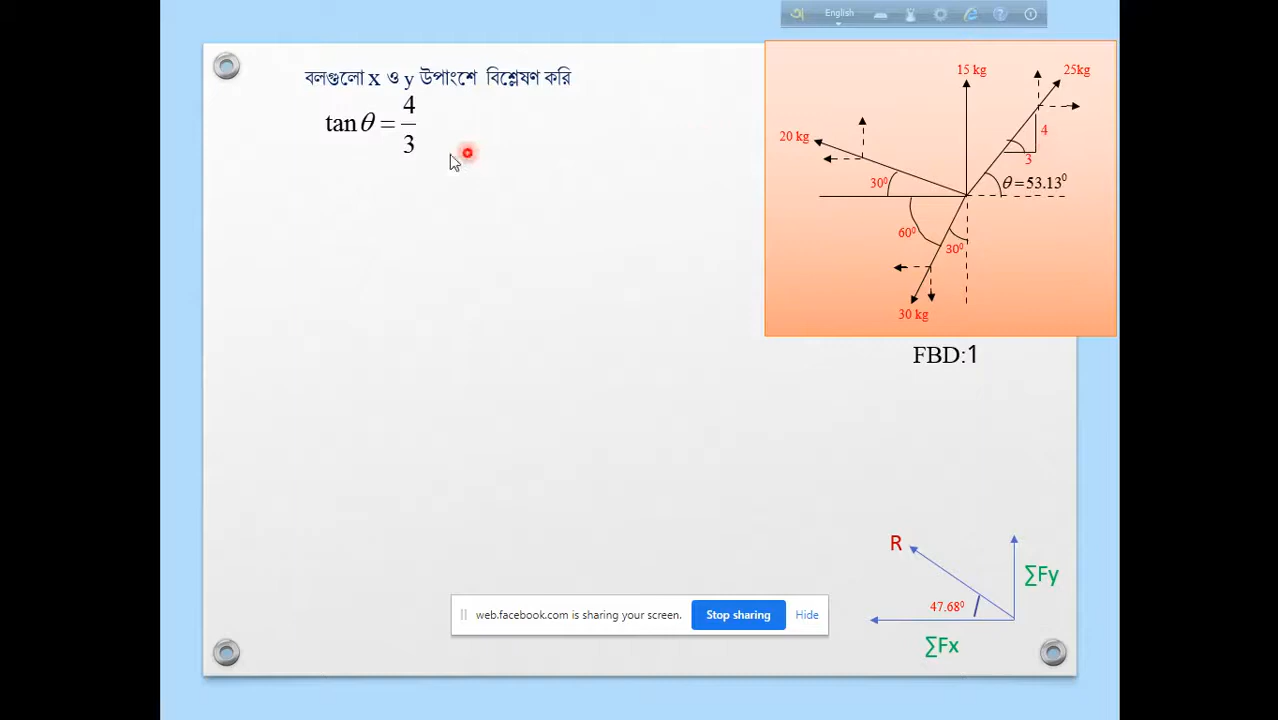 English
বলগুলো x ও y উপাংশে বিশ্লেষণ করি
tanθ = 4/3
15 kg
25kg
20 kg
4
3
30⁰
θ = 53.13⁰
60⁰
30⁰
30 kg
FBD:1
R
∑Fy
47.68⁰
∑Fx
web.facebook.com is sharing your screen.
Stop sharing
Hide